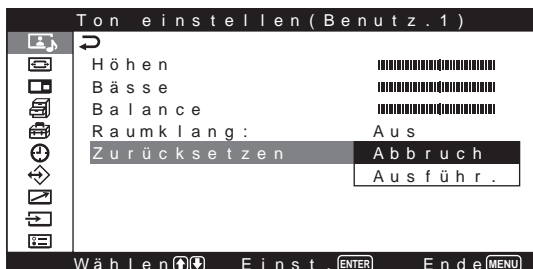 Ton einstellen(Benutz.1)
Höhen
Bässe
Balance
Raumklang: Aus
Zurücksetzen Abbruch
Ausführ.
Wählen Einst. ENTER Ende MENU